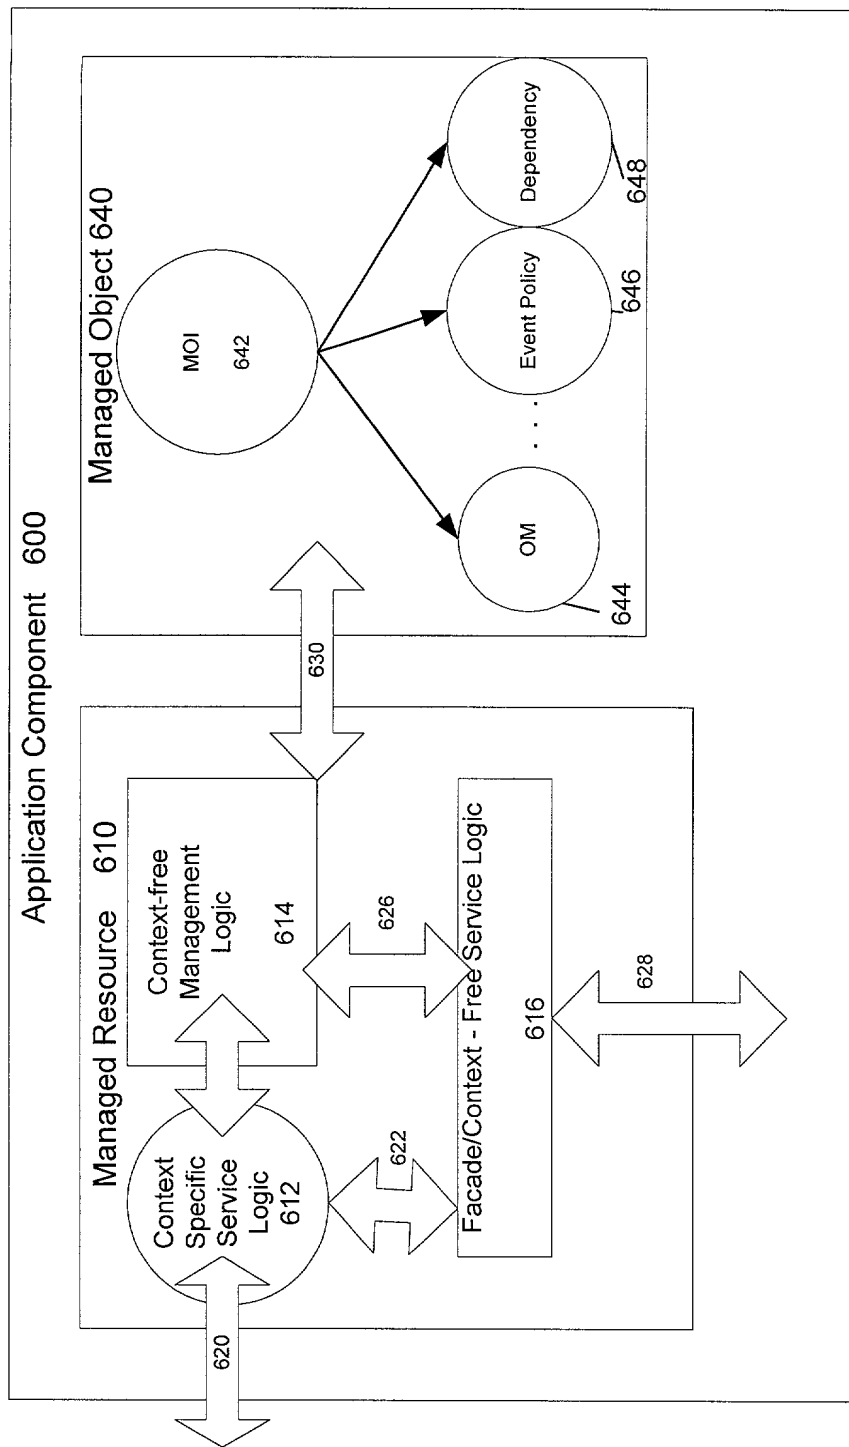 Application Component 600
Managed Resource 610
Context
Specific
Service
Logic
612
Context-free
Management
Logic
614
620
622
626
Facade/Context - Free Service Logic
616
628
630
Managed Object 640
MOI
642
OM
644
. . .
Event Policy
646
Dependency
648